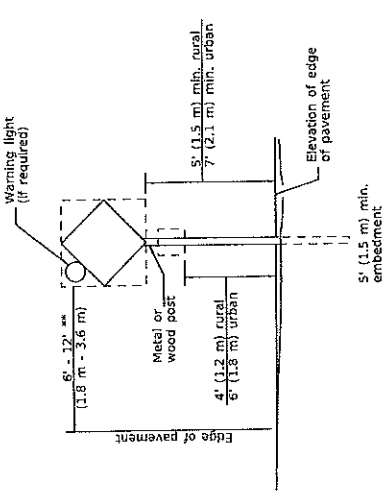 Warning light
(if required)
6' - 12' **
(1.8 m - 3.6 m)
Edge of pavement
Metal or
wood post
5' (1.5 m) min. rural
7' (2.1 m) min. urban
4' (1.2 m) rural
6' (1.8 m) urban
Elevation of edge
of pavement
5' (1.5 m) min.
embedment